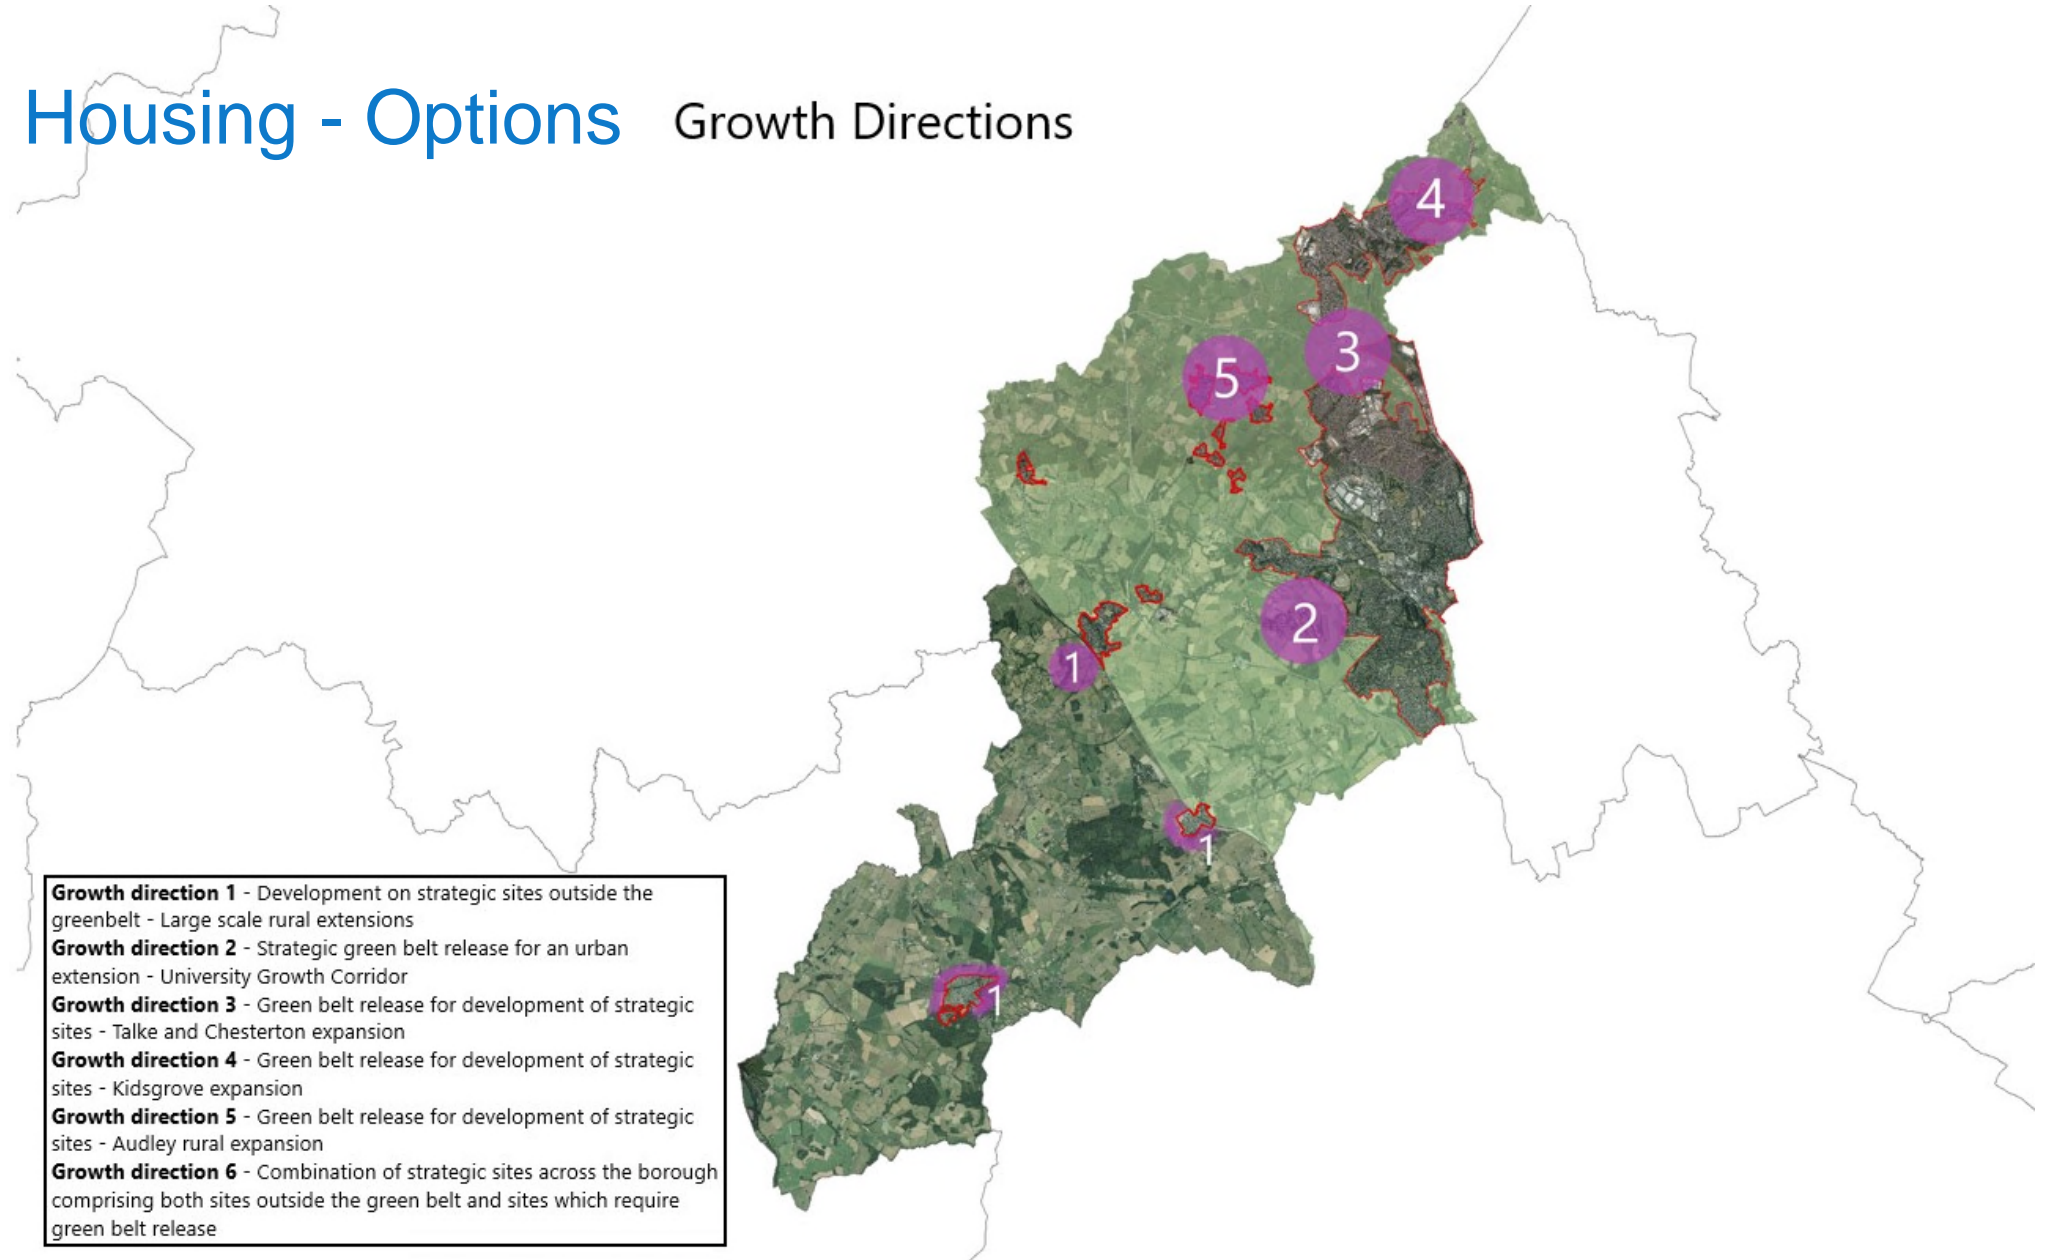 Housing - Options
Growth Directions
4
3
5
2
1
1
1
Growth direction 1 - Development on strategic sites outside the
greenbelt - Large scale rural extensions
Growth direction 2 - Strategic green belt release for an urban
extension - University Growth Corridor
Growth direction 3 - Green belt release for development of strategic
sites - Talke and Chesterton expansion
Growth direction 4 - Green belt release for development of strategic
sites - Kidsgrove expansion
Growth direction 5 - Green belt release for development of strategic
sites - Audley rural expansion
Growth direction 6 - Combination of strategic sites across the borough
comprising both sites outside the green belt and sites which require
green belt release